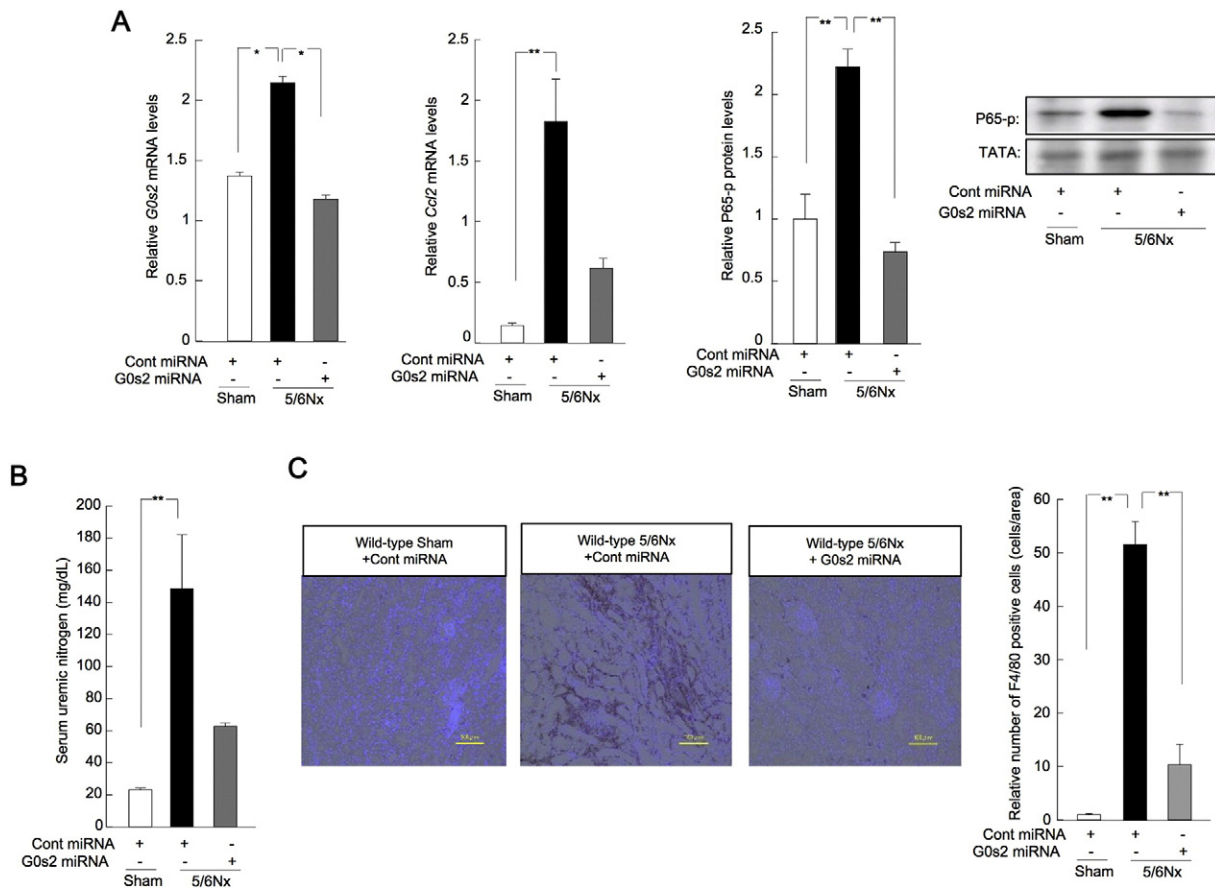 A
Relative G0s2 mRNA levels
2.5
2
1.5
1
0.5
0
*
*
Cont miRNA + + -
G0s2 miRNA - - +
Sham 5/6Nx
Relative Ccl2 mRNA levels
2.5
2
1.5
1
0.5
0
**
Cont miRNA + + -
G0s2 miRNA - - +
Sham 5/6Nx
Relative P65-p protein levels
2.5
2.0
1.5
1
0.5
0
**
**
Cont miRNA + + -
G0s2 miRNA - - +
Sham 5/6Nx
P65-p:
TATA:
Cont miRNA + + -
G0s2 miRNA - - +
Sham 5/6Nx
B
Serum uremic nitrogen (mg/dL)
200
180
160
140
120
100
80
60
40
20
0
**
Cont miRNA + + -
G0s2 miRNA - - +
Sham 5/6Nx
C
Wild-type Sham
+Cont miRNA
Wild-type 5/6Nx
+Cont miRNA
Wild-type 5/6Nx
+ G0s2 miRNA
Relative number of F4/80 positive cells (cells/area)
60
50
40
30
20
10
0
**
**
Cont miRNA + + -
G0s2 miRNA - - +
Sham 5/6Nx